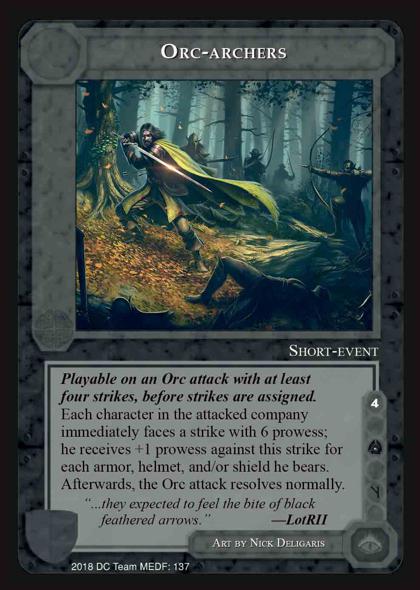 Orc-archers
Short-event
Playable on an Orc attack with at least
four strikes, before strikes are assigned.
Each character in the attacked company
immediately faces a strike with 6 prowess;
he receives +1 prowess against this strike for
each armor, helmet, and/or shield he bears.
Afterwards, the Orc attack resolves normally.
4
“...they expected to feel the bite of black
feathered arrows.” —LotRII
Art by Nick Deligaris
2018 DC Team MEDF: 137